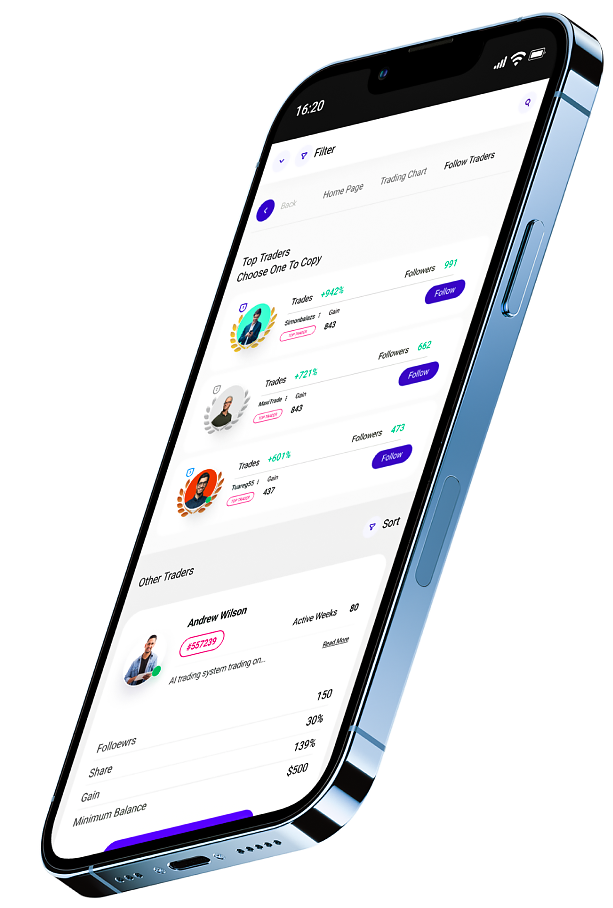 16:20
Filter
Back Home Page Trading Chart Follow Traders
Top Traders
Choose One To Copy
Trades +942% Followers 991
Simonbalazs Gain Follow
TOP TRADER 843
Trades +721% Followers 662
MaxiTrade Gain Follow
TOP TRADER 843
Trades +601% Followers 473
Tuareg55 Gain Follow
TOP TRADER 437
Sort
Other Traders
Andrew Wilson Active Weeks 80
#557239 Read More
AI trading system trading on...
Folloewrs 150
Share 30%
Gain 139%
Minimum Balance $500